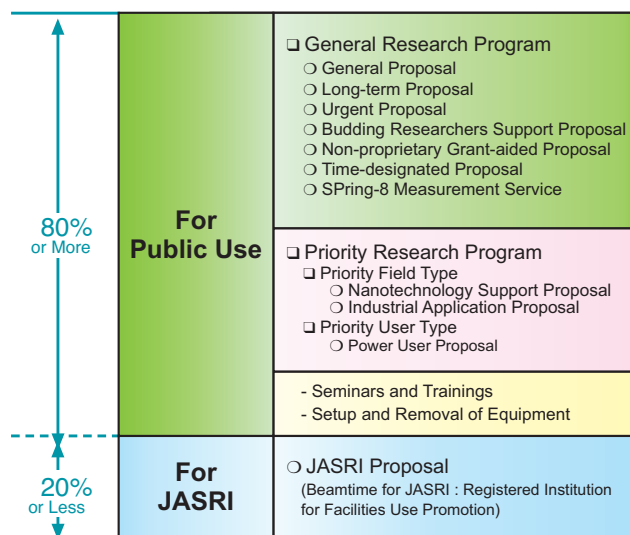 80%
or More
For
Public Use
❏ General Research Program
❍ General Proposal
❍ Long-term Proposal
❍ Urgent Proposal
❍ Budding Researchers Support Proposal
❍ Non-proprietary Grant-aided Proposal
❍ Time-designated Proposal
❍ SPring-8 Measurement Service
❏ Priority Research Program
❏ Priority Field Type
❍ Nanotechnology Support Proposal
❍ Industrial Application Proposal
❏ Priority User Type
❍ Power User Proposal
- Seminars and Trainings
- Setup and Removal of Equipment
20%
or Less
For
JASRI
❍ JASRI Proposal
(Beamtime for JASRI : Registered Institution
for Facilities Use Promotion)